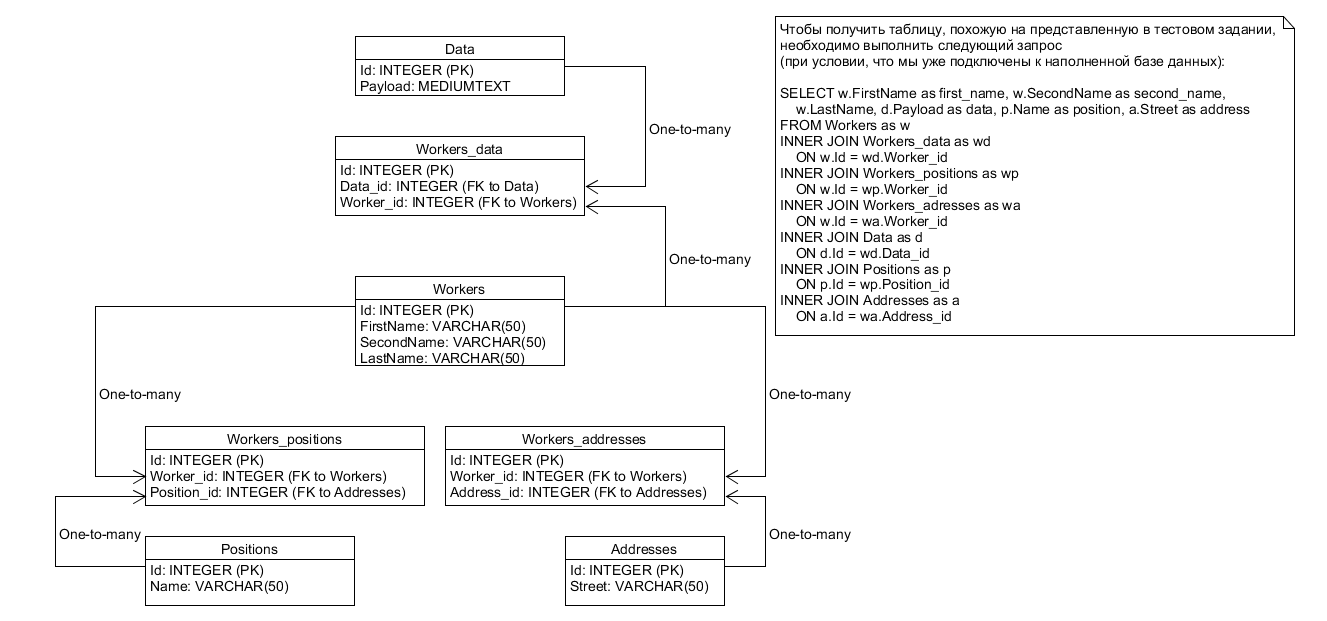 Data
Id: INTEGER (PK)
Payload: MEDIUMTEXT
One-to-many
Workers_data
Id: INTEGER (PK)
Data_id: INTEGER (FK to Data)
Worker_id: INTEGER (FK to Workers)
One-to-many
Workers
Id: INTEGER (PK)
FirstName: VARCHAR(50)
SecondName: VARCHAR(50)
LastName: VARCHAR(50)
One-to-many
One-to-many
Workers_positions
Id: INTEGER (PK)
Worker_id: INTEGER (FK to Workers)
Position_id: INTEGER (FK to Addresses)
Workers_addresses
Id: INTEGER (PK)
Worker_id: INTEGER (FK to Workers)
Address_id: INTEGER (FK to Addresses)
One-to-many
One-to-many
Positions
Id: INTEGER (PK)
Name: VARCHAR(50)
Addresses
Id: INTEGER (PK)
Street: VARCHAR(50)
Чтобы получить таблицу, похожую на представленную в тестовом задании,
необходимо выполнить следующий запрос
(при условии, что мы уже подключены к наполненной базе данных):
SELECT w.FirstName as first_name, w.SecondName as second_name,
w.LastName, d.Payload as data, p.Name as position, a.Street as address
FROM Workers as w
INNER JOIN Workers_data as wd
ON w.Id = wd.Worker_id
INNER JOIN Workers_positions as wp
ON w.Id = wp.Worker_id
INNER JOIN Workers_adresses as wa
ON w.Id = wa.Worker_id
INNER JOIN Data as d
ON d.Id = wd.Data_id
INNER JOIN Positions as p
ON p.Id = wp.Position_id
INNER JOIN Addresses as a
ON a.Id = wa.Address_id